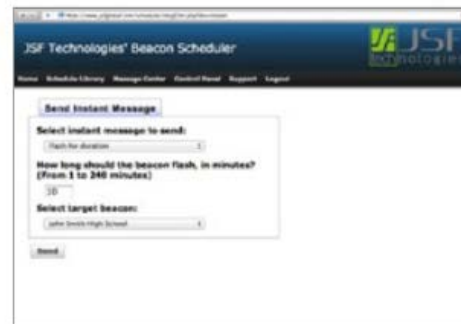 JSF Technologies' Beacon Scheduler
JSF
technologies
Home Schedule Library Message Center Control Panel Support Logout
Send Instant Message
Select instant message to send:
Flash for duration
How long should the beacon flash, in minutes?
(From 1 to 240 minutes)
10
Select target beacon:
John Smith High School
Send